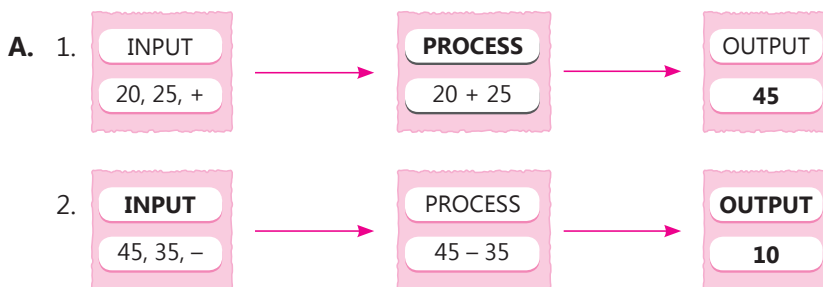 A. 1. INPUT PROCESS OUTPUT
20, 25, + 20 + 25 45
2. INPUT PROCESS OUTPUT
45, 35, – 45 – 35 10